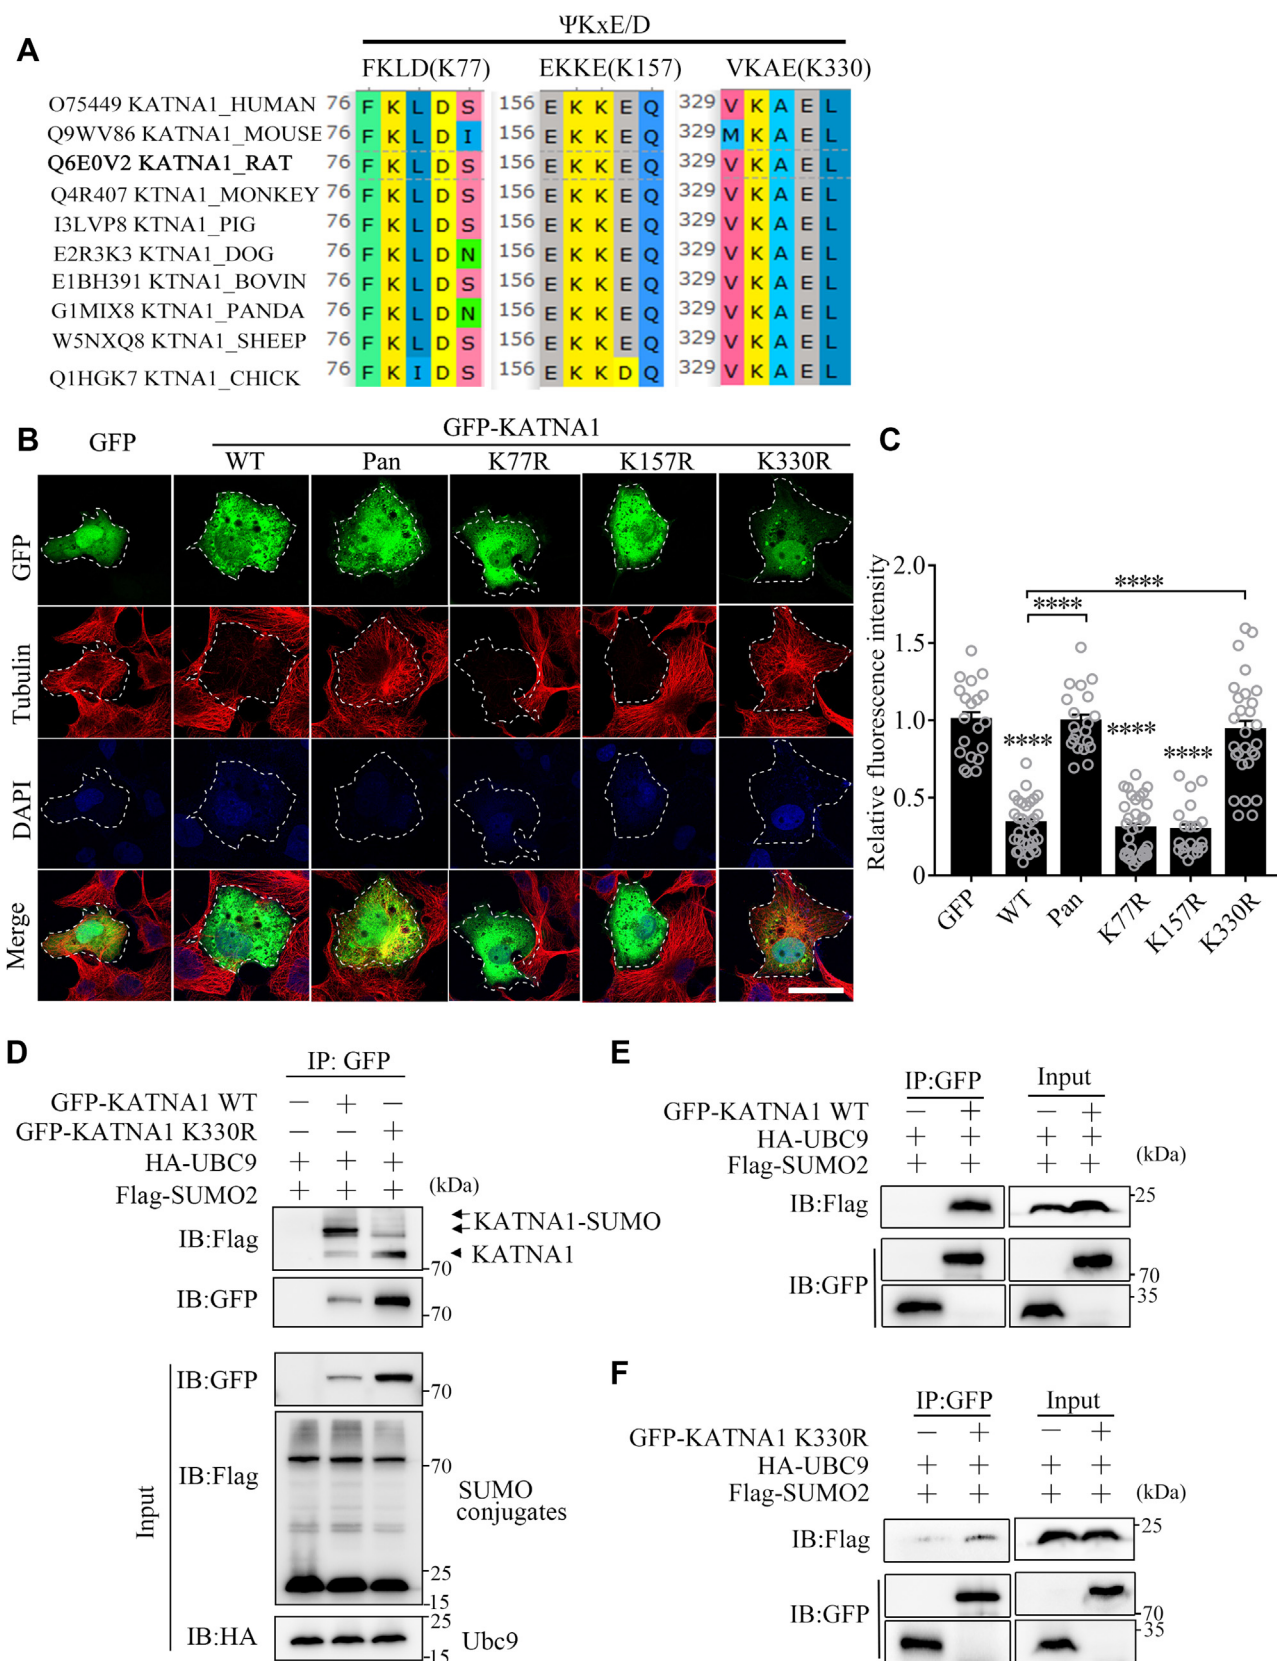 A
ΨKxE/D
FKLD(K77) EKKE(K157) VKAE(K330)
O75449 KATNA1_HUMAN 76 F K L D S 156 E K K E Q 329 V K A E L
Q9WV86 KATNA1_MOUSE 76 F K L D I 156 E K K E Q 329 M K A E L
Q6E0V2 KATNA1_RAT 76 F K L D S 156 E K K E Q 329 V K A E L
Q4R407 KTNA1_MONKEY 76 F K L D S 156 E K K E Q 329 V K A E L
I3LVP8 KTNA1_PIG 76 F K L D S 156 E K K E Q 329 V K A E L
E2R3K3 KTNA1_DOG 76 F K L D N 156 E K K E Q 329 V K A E L
E1BH391 KTNA1_BOVIN 76 F K L D S 156 E K K E Q 329 V K A E L
G1MIX8 KTNA1_PANDA 76 F K L D N 156 E K K E Q 329 V K A E L
W5NXQ8 KTNA1_SHEEP 76 F K L D S 156 E K K E Q 329 V K A E L
Q1HGK7 KTNA1_CHICK 76 F K I D S 156 E K K D Q 329 V K A E L
B
GFP GFP-KATNA1
WT Pan K77R K157R K330R
GFP
Tubulin
DAPI
Merge
C
Relative fluorescence intensity
2.0
1.5
1.0
0.5
0
****
****
****
****
****
GFP WT Pan K77R K157R K330R
D
IP: GFP
GFP-KATNA1 WT − + −
GFP-KATNA1 K330R − − +
HA-UBC9 + + +
Flag-SUMO2 + + + (kDa)
IB:Flag KATNA1-SUMO
KATNA1
70
IB:GFP 70
Input
IB:GFP 70
IB:Flag 70
SUMO
conjugates
25
15
IB:HA 25
15
Ubc9
E
IP:GFP Input
GFP-KATNA1 WT − + − +
HA-UBC9 + + + +
Flag-SUMO2 + + + + (kDa)
IB:Flag 25
IB:GFP 70
35
F
IP:GFP Input
GFP-KATNA1 K330R − + − +
HA-UBC9 + + + +
Flag-SUMO2 + + + + (kDa)
IB:Flag 25
IB:GFP 70
35